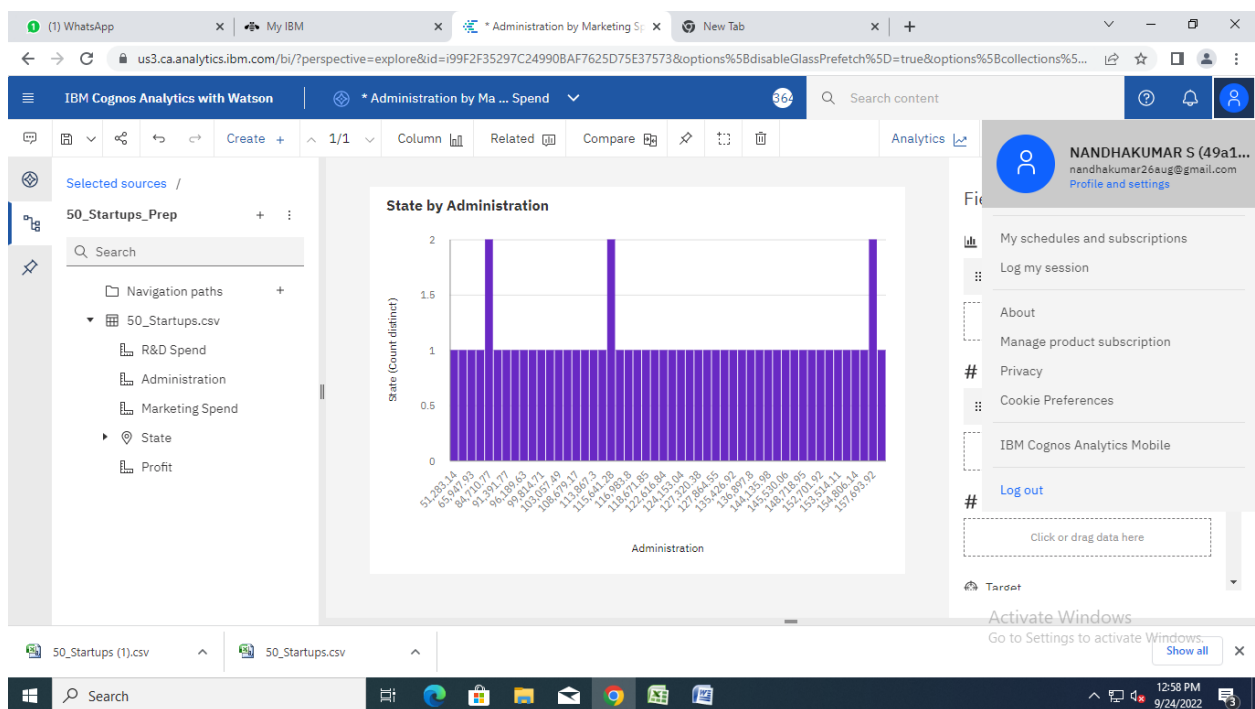 (1) WhatsApp
My IBM
* Administration by Marketing Sp
New Tab
us3.ca.analytics.ibm.com/bi/?perspective=explore&id=i99F2F35297C24990BAF7625D75E37573&options%5BdisableGlassPrefetch%5D=true&options%5Bcollections%5...
IBM Cognos Analytics with Watson
* Administration by Ma ... Spend
364
Search content
Create +
1/1
Column
Related
Compare
Analytics
NANDHAKUMAR S (49a1...
nandhakumar26aug@gmail.com
Profile and settings
My schedules and subscriptions
Log my session
About
Manage product subscription
Privacy
Cookie Preferences
IBM Cognos Analytics Mobile
Log out
Selected sources /
50_Startups_Prep
Search
Navigation paths
50_Startups.csv
R&D Spend
Administration
Marketing Spend
State
Profit
State by Administration
State (Count distinct)
2
1.5
1
0.5
0
51,283.14
65,947.93
84,710.77
91,391.77
96,189.63
99,814.71
103,057.49
108,679.17
113,867.3
115,641.28
116,983.8
118,671.85
122,616.84
124,153.04
127,320.38
127,864.55
135,426.92
136,897.8
144,135.98
145,530.06
148,718.95
152,701.92
153,514.11
154,806.14
157,693.92
Administration
Fie
#
#
Click or drag data here
Target
Activate Windows
Go to Settings to activate Windows.
50_Startups (1).csv
50_Startups.csv
Show all
Search
12:58 PM
9/24/2022
3